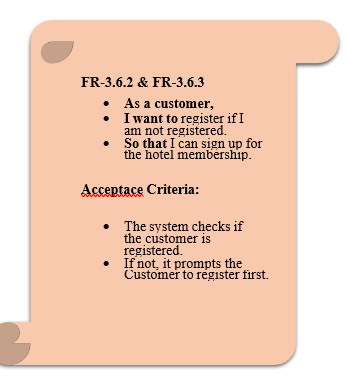 FR-3.6.2 & FR-3.6.3
• As a customer,
• I want to register if I
am not registered.
• So that I can sign up for
the hotel membership.
Acceptace Criteria:
• The system checks if
the customer is
registered.
• If not, it prompts the
Customer to register first.